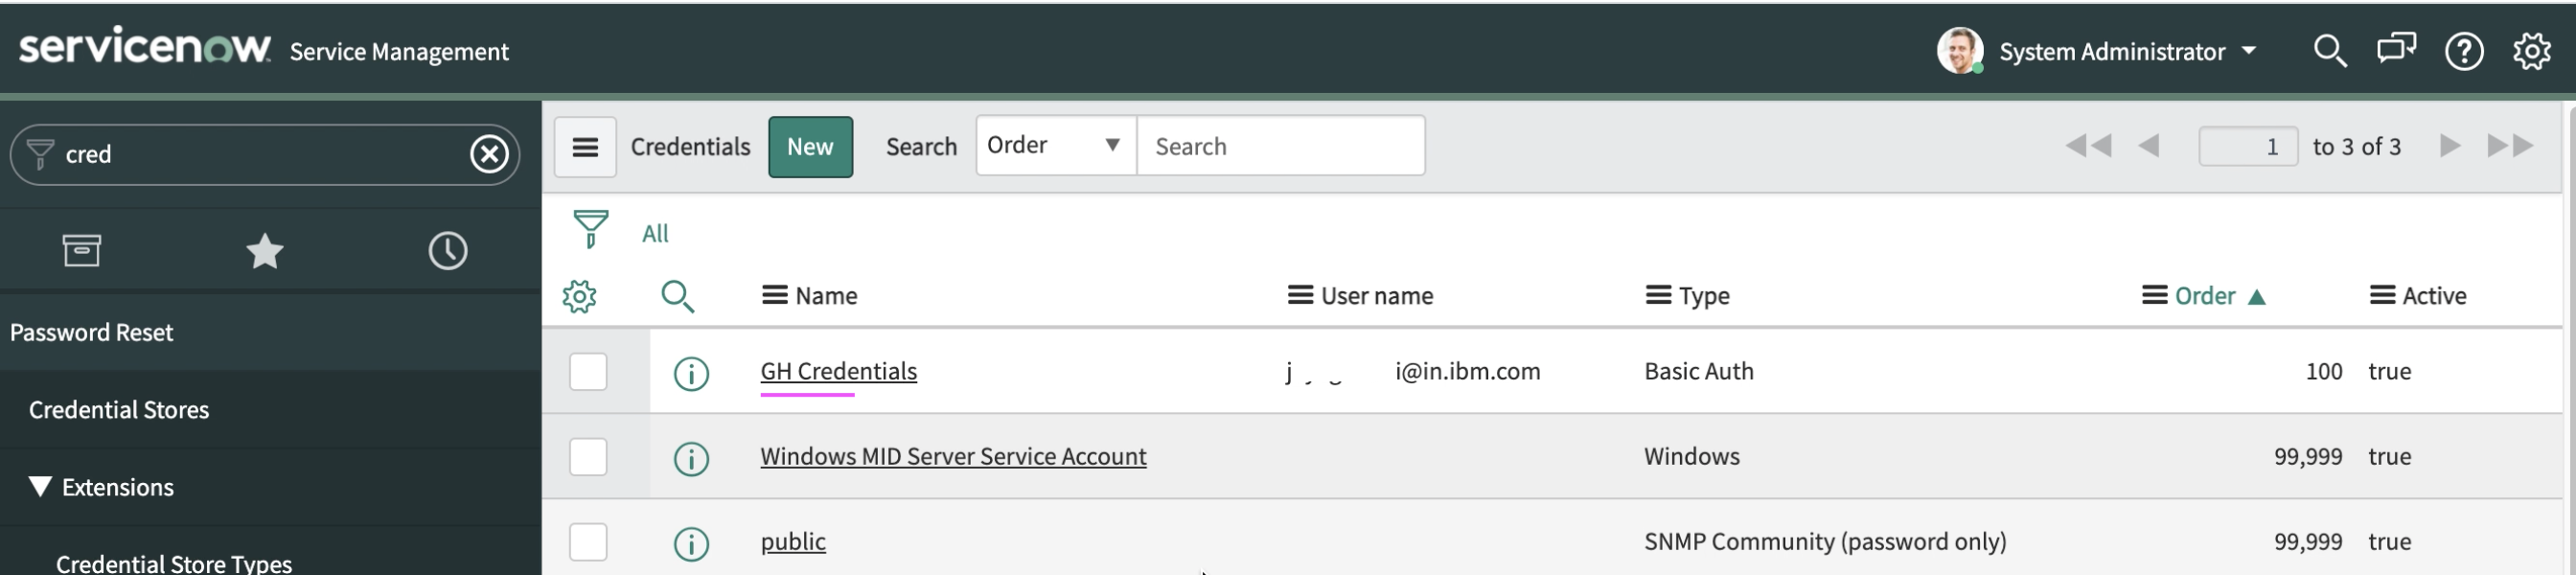 servicenow Service Management System Administrator
cred
Credentials New Search Order Search 1 to 3 of 3
All
Name User name Type Order Active
Password Reset
GH Credentials i@in.ibm.com Basic Auth 100 true
Credential Stores
Windows MID Server Service Account Windows 99,999 true
Extensions
public SNMP Community (password only) 99,999 true
Credential Store Types